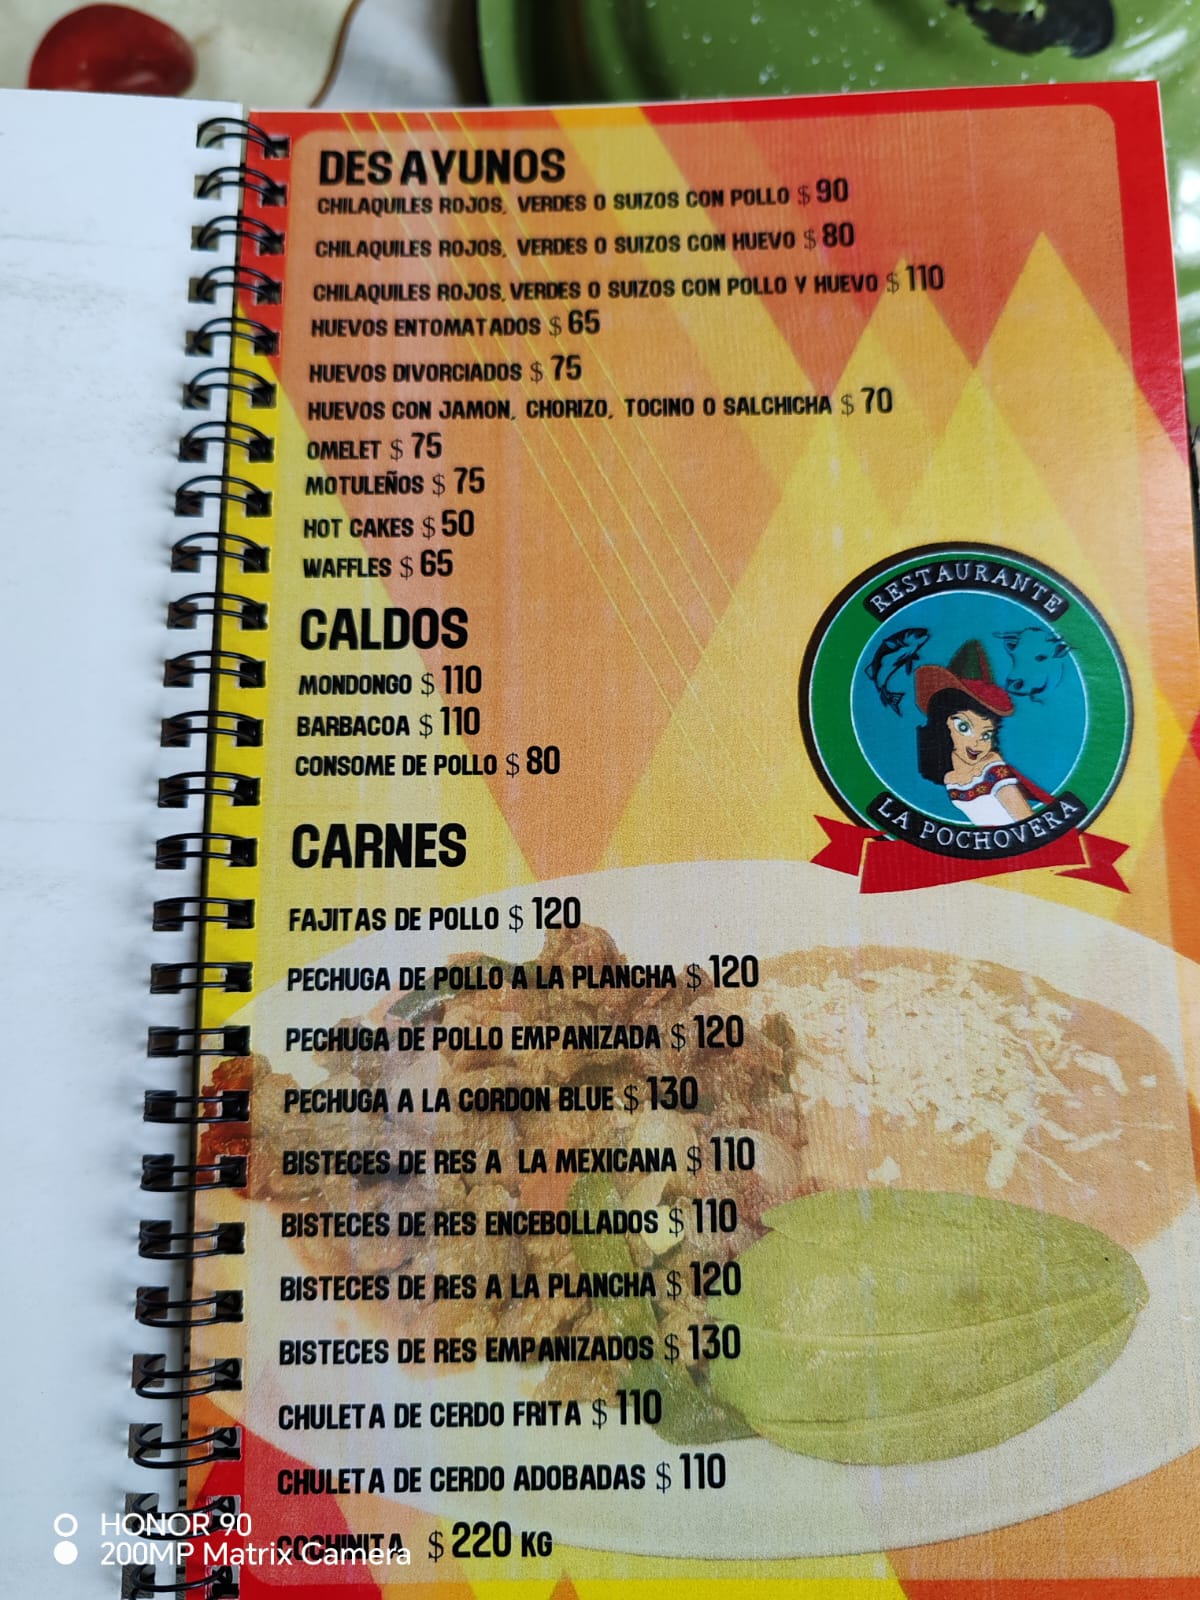 DESAYUNOS
CHILAQUILES ROJOS, VERDES O SUIZOS CON POLLO $ 90
CHILAQUILES ROJOS, VERDES O SUIZOS CON HUEVO $ 80
CHILAQUILES ROJOS, VERDES O SUIZOS CON POLLO Y HUEVO $ 110
HUEVOS ENTOMATADOS $ 65
HUEVOS DIVORCIADOS $ 75
HUEVOS CON JAMON, CHORIZO, TOCINO O SALCHICHA $ 70
OMELET $ 75
MOTULEÑOS $ 75
HOT CAKES $ 50
WAFFLES $ 65
CALDOS
MONDONGO $ 110
BARBACOA $ 110
CONSOME DE POLLO $ 80
RESTAURANTE
LA POCHOVERA
CARNES
FAJITAS DE POLLO $ 120
PECHUGA DE POLLO A LA PLANCHA $ 120
PECHUGA DE POLLO EMPANIZADA $ 120
PECHUGA A LA CORDON BLUE $ 130
BISTECES DE RES A LA MEXICANA $ 110
BISTECES DE RES ENCEBOLLADOS $ 110
BISTECES DE RES A LA PLANCHA $ 120
BISTECES DE RES EMPANIZADOS $ 130
CHULETA DE CERDO FRITA $ 110
CHULETA DE CERDO ADOBADAS $ 110
COCHINITA $ 220 KG
HONOR 90
200MP Matrix Camera